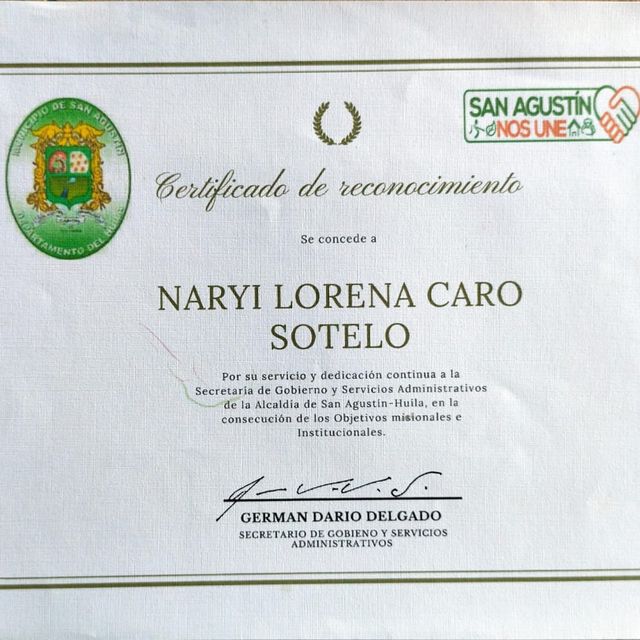 MUNICIPIO DE SAN AGUSTIN
DEPARTAMENTO DEL
SAN AGUSTÍN
NOS UNE
Certificado de reconocimiento
Se concede a
NARYI LORENA CARO
SOTELO
Por su servicio y dedicación continua a la
Secretaria de Gobierno y Servicios Administrativos
de la Alcaldía de San Agustín-Huila, en la
consecución de los Objetivos misionales e
Institucionales.
GERMAN DARIO DELGADO
SECRETARIO DE GOBIENO Y SERVICIOS
ADMINISTRATIVOS